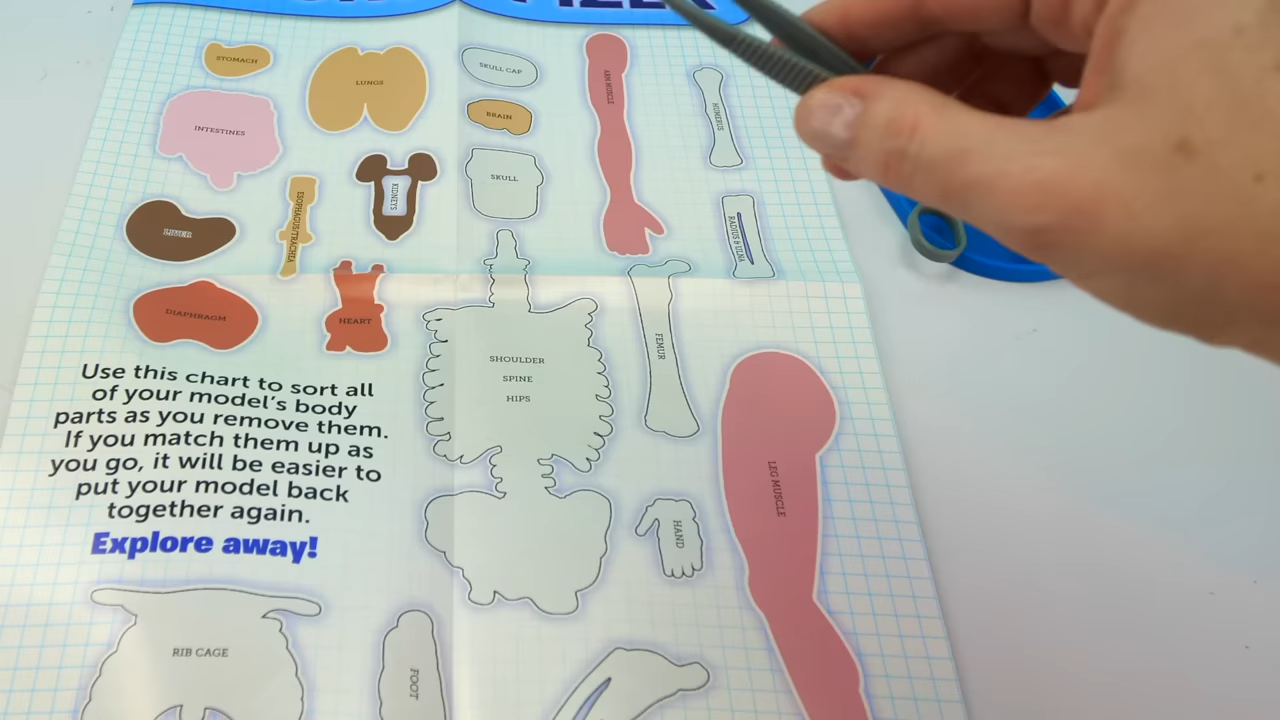 STOMACH
LUNGS
SKULL CAP
ARM MUSCLE
HUMERUS
INTESTINES
BRAIN
SKULL
KIDNEYS
LIVER
ESOPHAGUS/TRACHEA
RADIUS & ULNA
DIAPHRAGM
HEART
FEMUR
SHOULDER
SPINE
HIPS
Use this chart to sort all
of your model's body
parts as you remove them.
If you match them up as
you go, it will be easier to
put your model back
together again.
Explore away!
LEG MUSCLE
HAND
RIB CAGE
FOOT